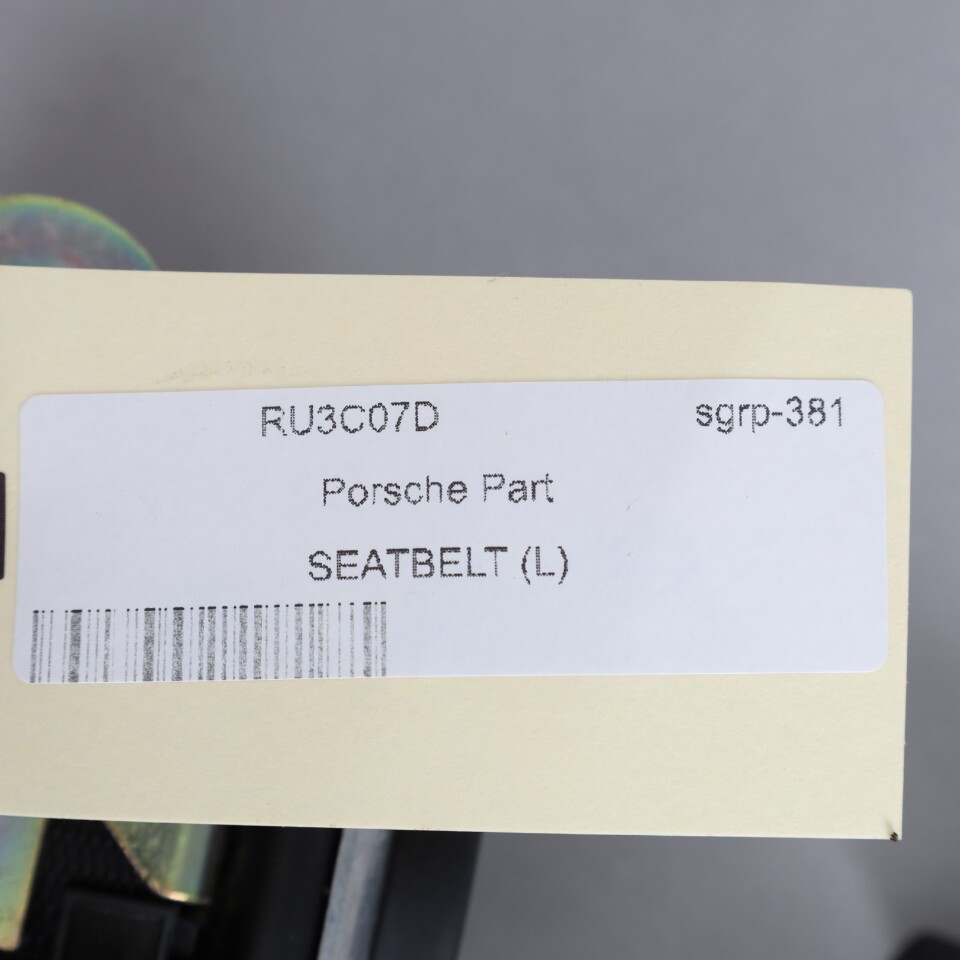 RU3C07D sgrp-381
Porsche Part
SEATBELT (L)